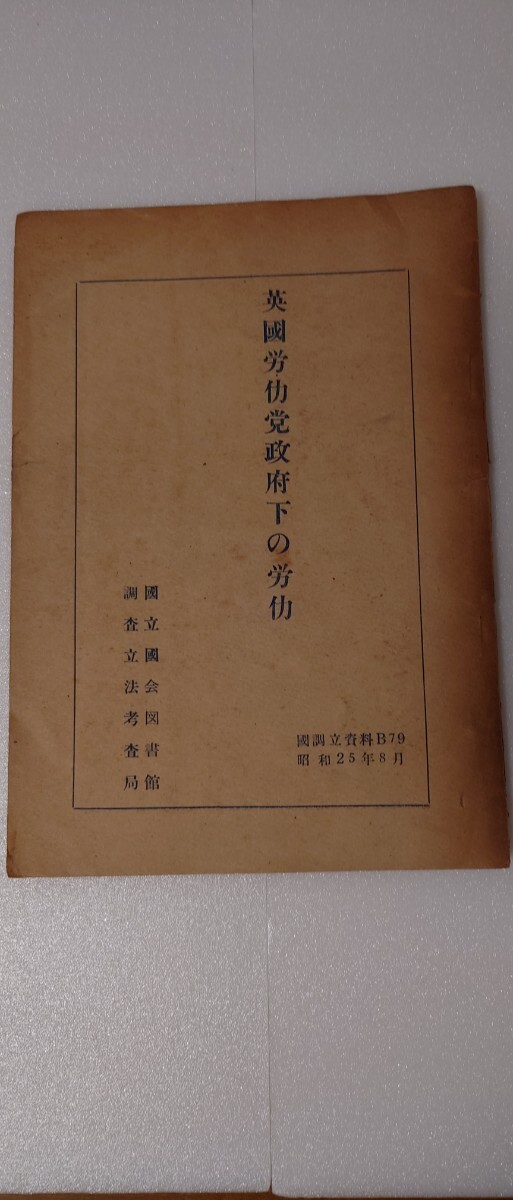 英國労仂党政府下の労仂
國調立資料B79
昭和25年8月
國立國会図書館
調査立法考査局